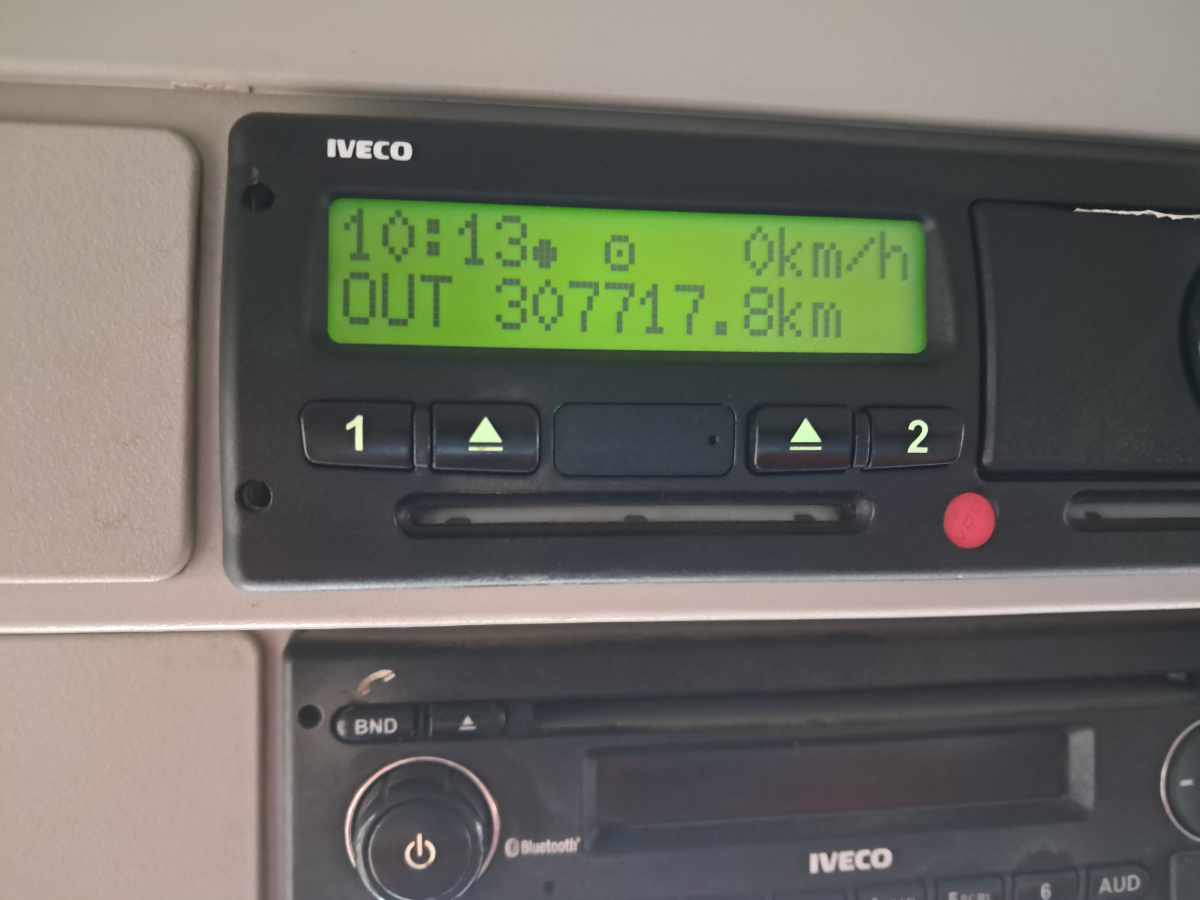 IVECO
10:13 0km/h
OUT 307717.8km
1 2
BND
Bluetooth
IVECO
6 AUD